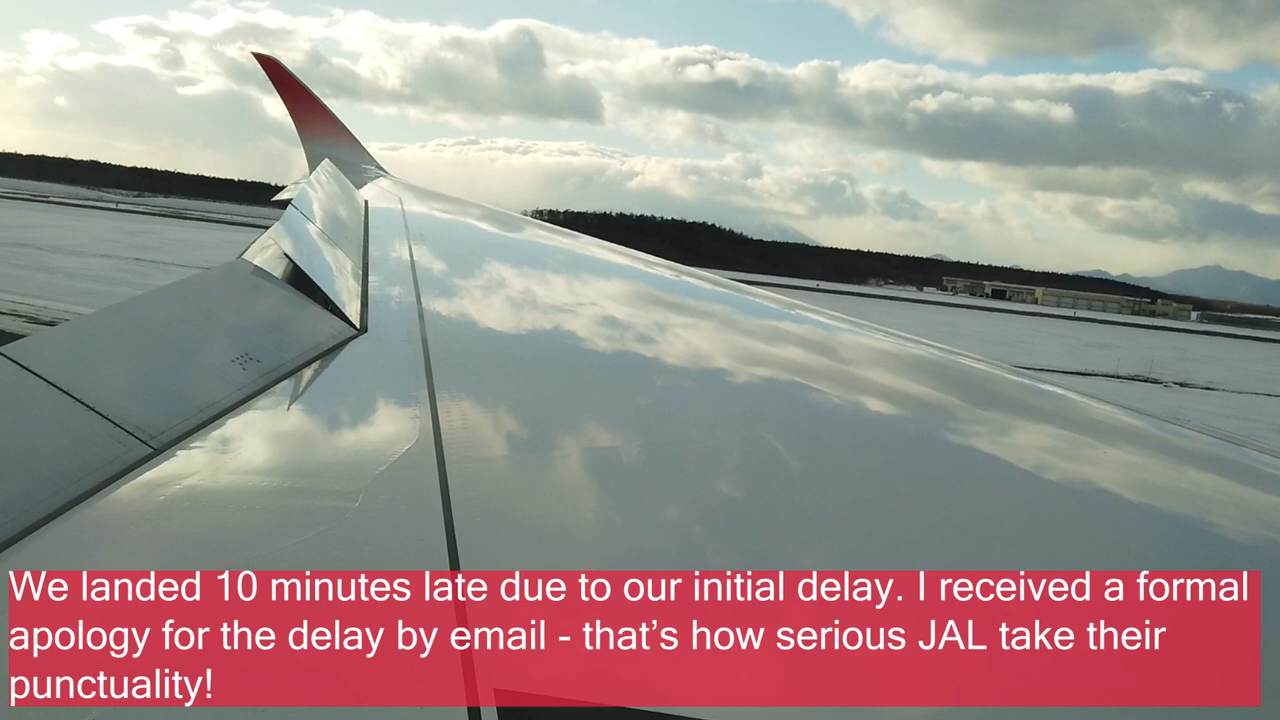 We landed 10 minutes late due to our initial delay. I received a formal
apology for the delay by email - that’s how serious JAL take their
punctuality!